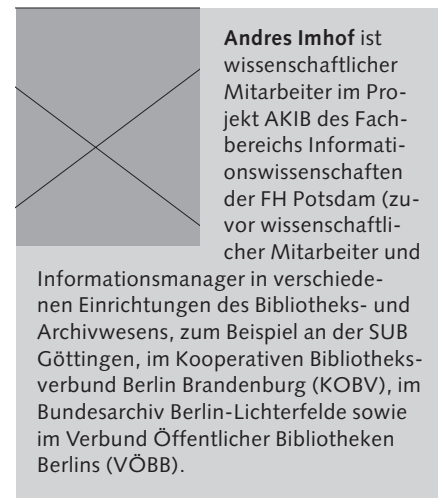 Andres Imhof ist
wissenschaftlicher
Mitarbeiter im Pro-
jekt AKIB des Fach-
bereichs Informati-
onswissenschaften
der FH Potsdam (zu-
vor wissenschaftli-
cher Mitarbeiter und
Informationsmanager in verschiede-
nen Einrichtungen des Bibliotheks- und
Archivwesens, zum Beispiel an der SUB
Göttingen, im Kooperativen Bibliotheks-
verbund Berlin Brandenburg (KOBV), im
Bundesarchiv Berlin-Lichterfelde sowie
im Verbund Öffentlicher Bibliotheken
Berlins (VÖBB).